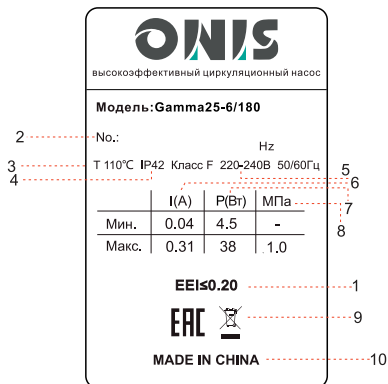 ONIS
высокоэффективный циркуляционный насос
Модель:Gamma25-6/180
2
No.:
Hz
3 T 110℃ IP42 Класс F 220-240В 50/60Гц 5
4
6
I(A) P(Вт) МПа 7
8
Мин. 0.04 4.5 -
Макс. 0.31 38 1.0
EEI≤0.20 1
EAC 9
MADE IN CHINA 10